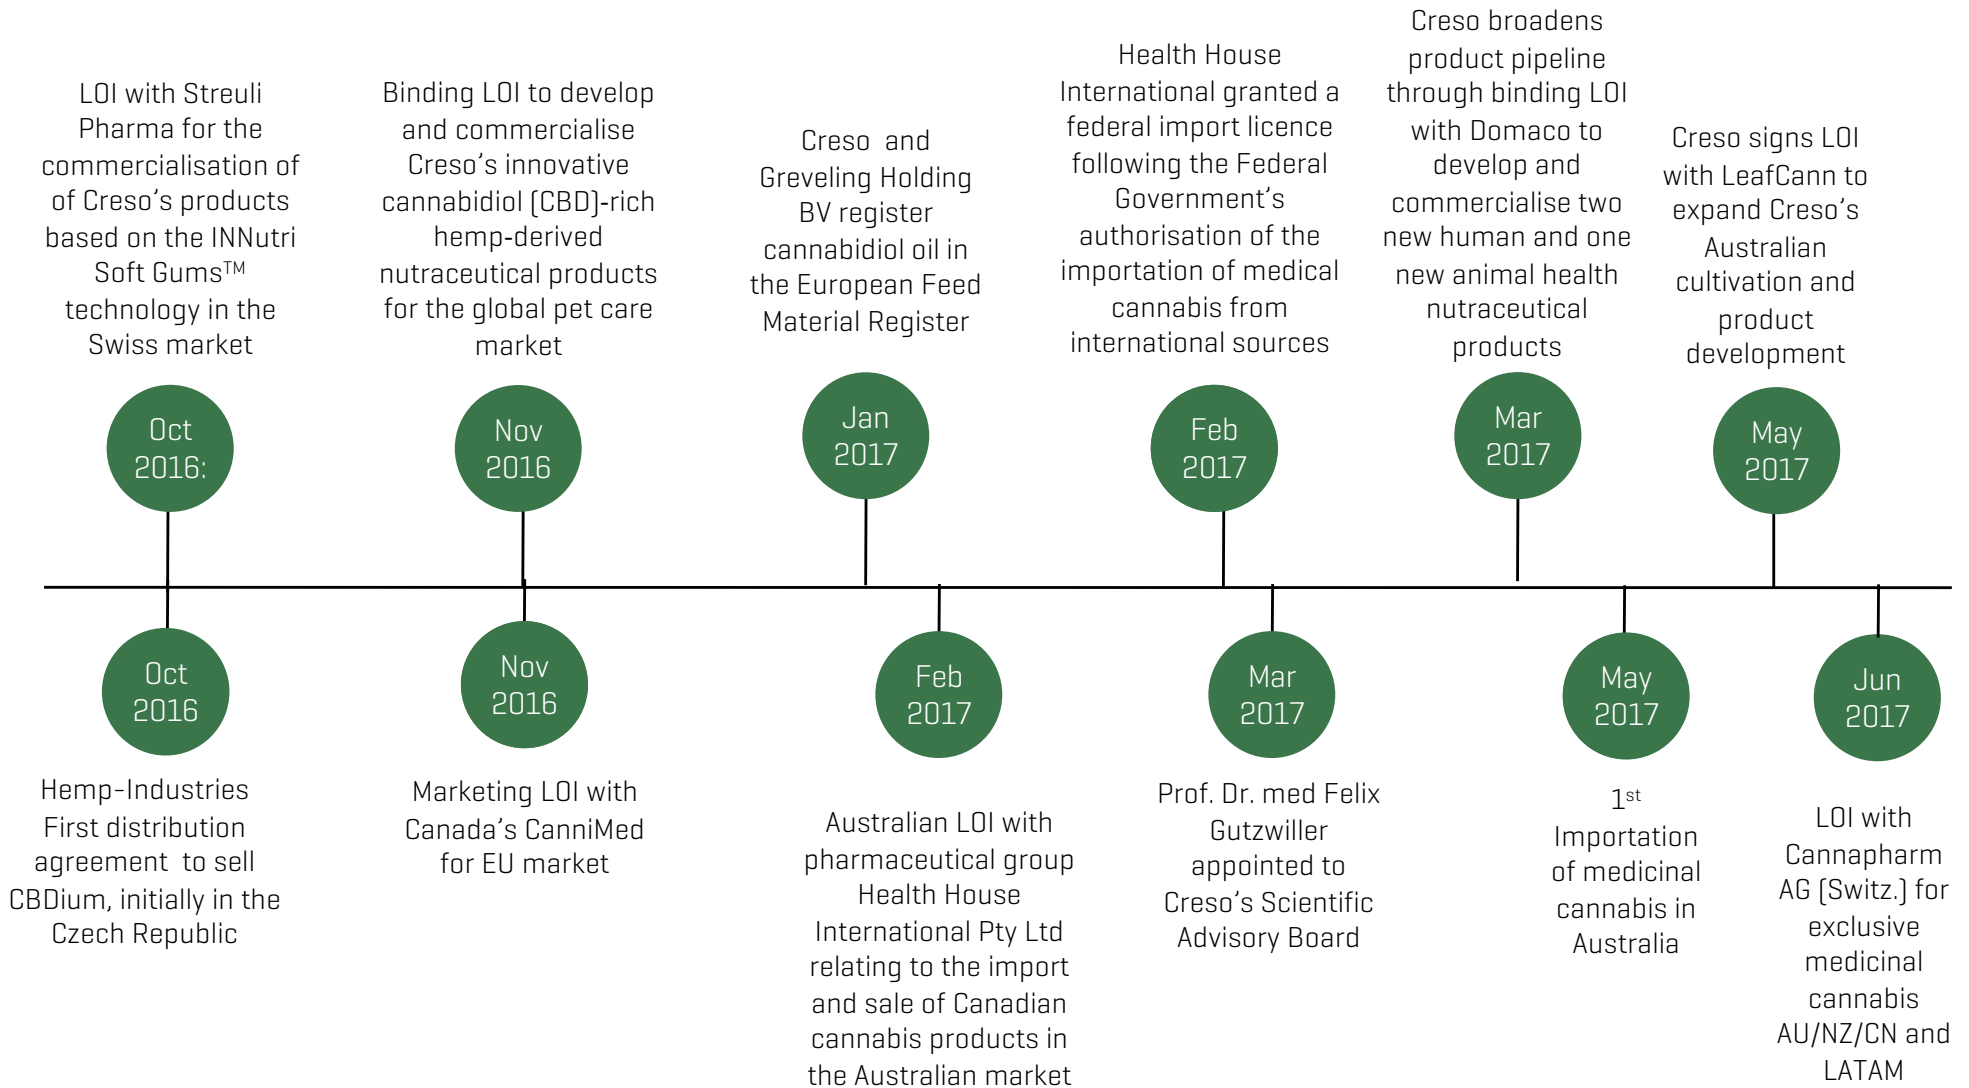 LOI with Streuli
Pharma for the
commercialisation of
of Creso's products
based on the INNutri
Soft Gums™
technology in the
Swiss market
Oct
2016:
Binding LOI to develop
and commercialise
Creso's innovative
cannabidiol (CBD)-rich
hemp-derived
nutraceutical products
for the global pet care
market
Nov
2016
Creso and
Greveling Holding
BV register
cannabidiol oil in
the European Feed
Material Register
Jan
2017
Health House
International granted a
federal import licence
following the Federal
Government's
authorisation of the
importation of medical
cannabis from
international sources
Feb
2017
Creso broadens
product pipeline
through binding LOI
with Domaco to
develop and
commercialise two
new human and one
new animal health
nutraceutical
products
Mar
2017
Creso signs LOI
with LeafCann to
expand Creso's
Australian
cultivation and
product
development
May
2017
Oct
2016
Hemp-Industries
First distribution
agreement to sell
CBDium, initially in the
Czech Republic
Nov
2016
Marketing LOI with
Canada's CanniMed
for EU market
Feb
2017
Australian LOI with
pharmaceutical group
Health House
International Pty Ltd
relating to the import
and sale of Canadian
cannabis products in
the Australian market
Mar
2017
Prof. Dr. med Felix
Gutzwiller
appointed to
Creso's Scientific
Advisory Board
May
2017
1st
Importation
of medicinal
cannabis in
Australia
Jun
2017
LOI with
Cannapharm
AG (Switz.) for
exclusive
medicinal
cannabis
AU/NZ/CN and
LATAM